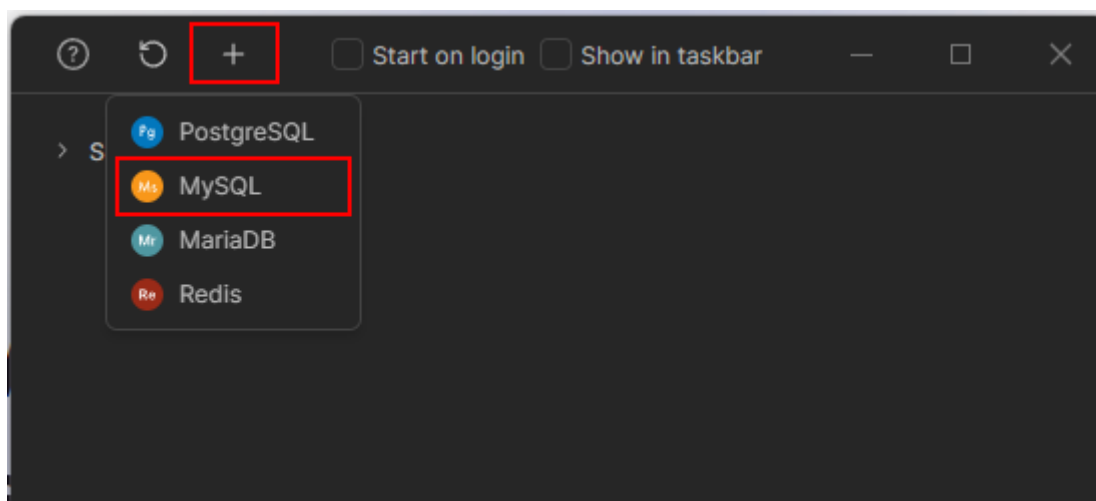 ? + Start on login Show in taskbar
S
Pg PostgreSQL
Ms MySQL
Mr MariaDB
Re Redis